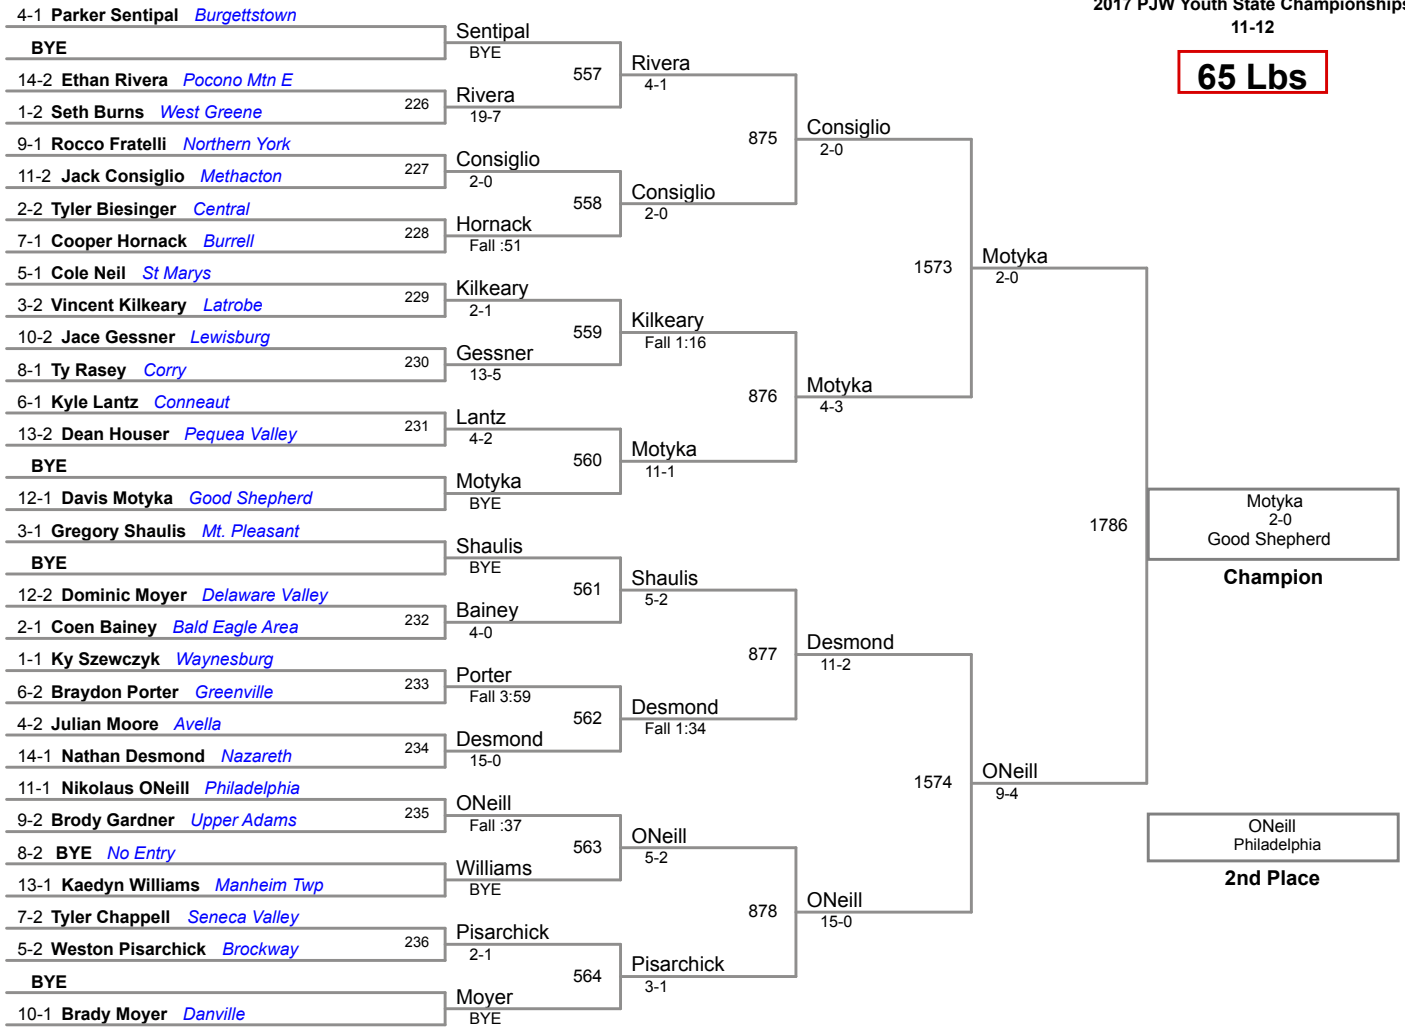 2017 PJW Youth State Championships
11-12
65 Lbs
4-1 Parker Sentipal Burgettstown
BYE
14-2 Ethan Rivera Pocono Mtn E
1-2 Seth Burns West Greene
9-1 Rocco Fratelli Northern York
11-2 Jack Consiglio Methacton
2-2 Tyler Biesinger Central
7-1 Cooper Hornack Burrell
5-1 Cole Neil St Marys
3-2 Vincent Kilkeary Latrobe
10-2 Jace Gessner Lewisburg
8-1 Ty Rasey Corry
6-1 Kyle Lantz Conneaut
13-2 Dean Houser Pequea Valley
BYE
12-1 Davis Motyka Good Shepherd
3-1 Gregory Shaulis Mt. Pleasant
BYE
12-2 Dominic Moyer Delaware Valley
2-1 Coen Bainey Bald Eagle Area
1-1 Ky Szewczyk Waynesburg
6-2 Braydon Porter Greenville
4-2 Julian Moore Avella
14-1 Nathan Desmond Nazareth
11-1 Nikolaus ONeill Philadelphia
9-2 Brody Gardner Upper Adams
8-2 BYE No Entry
13-1 Kaedyn Williams Manheim Twp
7-2 Tyler Chappell Seneca Valley
5-2 Weston Pisarchick Brockway
BYE
10-1 Brady Moyer Danville
226
227
228
229
230
231
232
233
234
235
236
Sentipal
BYE
Rivera
19-7
Consiglio
2-0
Hornack
Fall :51
Kilkeary
2-1
Gessner
13-5
Lantz
4-2
Motyka
BYE
Shaulis
BYE
Bainey
4-0
Porter
Fall 3:59
Desmond
15-0
ONeill
Fall :37
Williams
BYE
Pisarchick
2-1
Moyer
BYE
557
558
559
560
561
562
563
564
Rivera
4-1
Consiglio
2-0
Kilkeary
Fall 1:16
Motyka
11-1
Shaulis
5-2
Desmond
Fall 1:34
ONeill
5-2
Pisarchick
3-1
875
876
877
878
Consiglio
2-0
Motyka
4-3
Desmond
11-2
ONeill
15-0
1573
1574
Motyka
2-0
ONeill
9-4
1786
Motyka
2-0
Good Shepherd
Champion
ONeill
Philadelphia
2nd Place